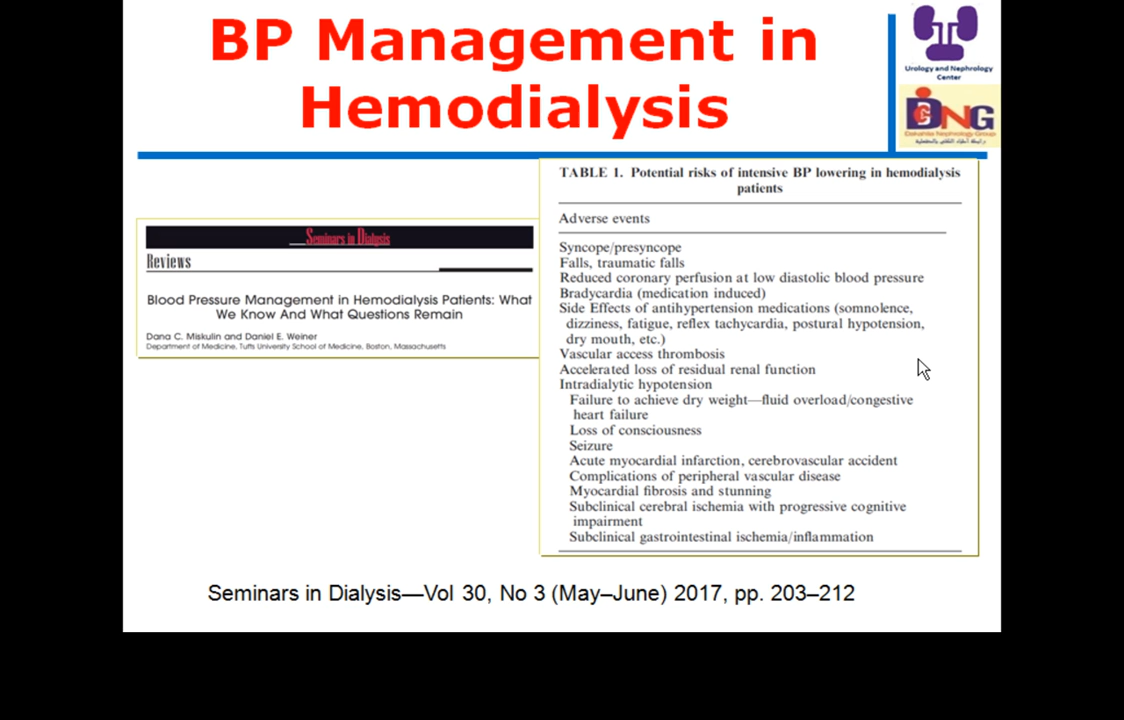 BP Management in
Hemodialysis
Urology and Nephrology
Center
DNG
Dakahlia Nephrology Group
Seminars in Dialysis
Reviews
Blood Pressure Management in Hemodialysis Patients: What
We Know And What Questions Remain
Dana C. Miskulin and Daniel E. Weiner
Department of Medicine, Tufts University School of Medicine, Boston, Massachusetts
TABLE 1. Potential risks of intensive BP lowering in hemodialysis
patients
Adverse events
Syncope/presyncope
Falls, traumatic falls
Reduced coronary perfusion at low diastolic blood pressure
Bradycardia (medication induced)
Side Effects of antihypertension medications (somnolence,
dizziness, fatigue, reflex tachycardia, postural hypotension,
dry mouth, etc.)
Vascular access thrombosis
Accelerated loss of residual renal function
Intradialytic hypotension
Failure to achieve dry weight—fluid overload/congestive
heart failure
Loss of consciousness
Seizure
Acute myocardial infarction, cerebrovascular accident
Complications of peripheral vascular disease
Myocardial fibrosis and stunning
Subclinical cerebral ischemia with progressive cognitive
impairment
Subclinical gastrointestinal ischemia/inflammation
Seminars in Dialysis—Vol 30, No 3 (May–June) 2017, pp. 203–212